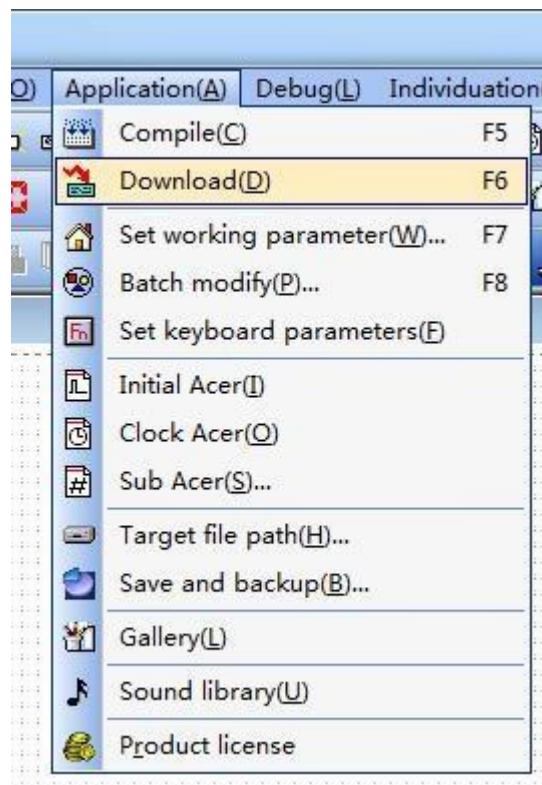 O) Application(A) Debug(L) Individuation
Compile(C) F5
Download(D) F6
Set working parameter(W)... F7
Batch modify(P)... F8
Fn Set keyboard parameters(F)
Initial Acer(I)
Clock Acer(O)
# Sub Acer(S)...
Target file path(H)...
Save and backup(B)...
Gallery(L)
Sound library(U)
Product license